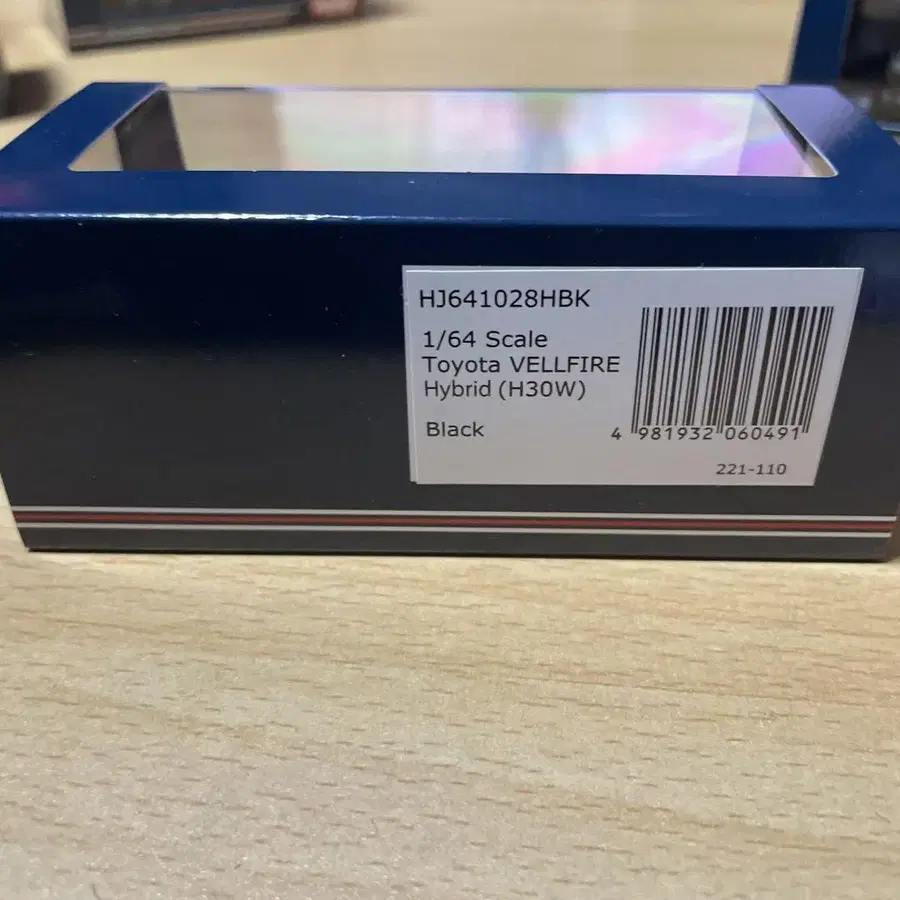 HJ641028HBK
1/64 Scale
Toyota VELLFIRE
Hybrid (H30W)
Black
4 981932 060491
221-110